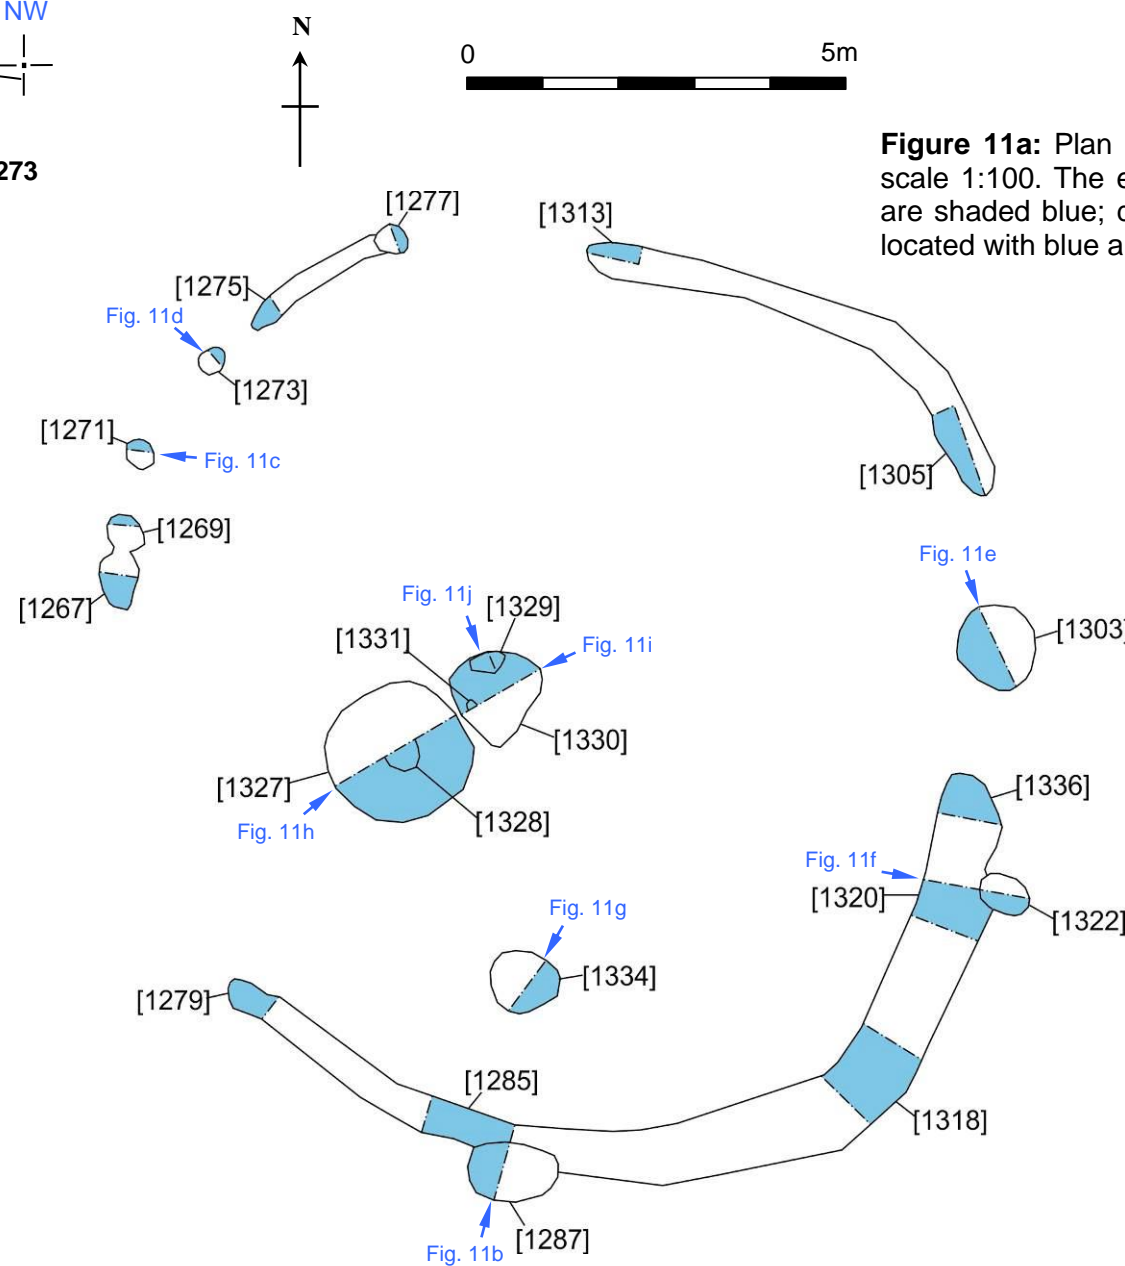 NW
N
0
5m
273
Figure 11a: Plan
scale 1:100. The e
are shaded blue; c
located with blue a
[1277]
[1313]
[1275]
Fig. 11d
[1273]
[1271]
Fig. 11c
[1305]
[1269]
Fig. 11e
[1267]
Fig. 11j
[1329]
[1331]
Fig. 11i
[1303]
[1330]
[1327]
[1336]
Fig. 11h
[1328]
Fig. 11f
[1320]
[1322]
Fig. 11g
[1334]
[1279]
[1285]
[1318]
[1287]
Fig. 11b